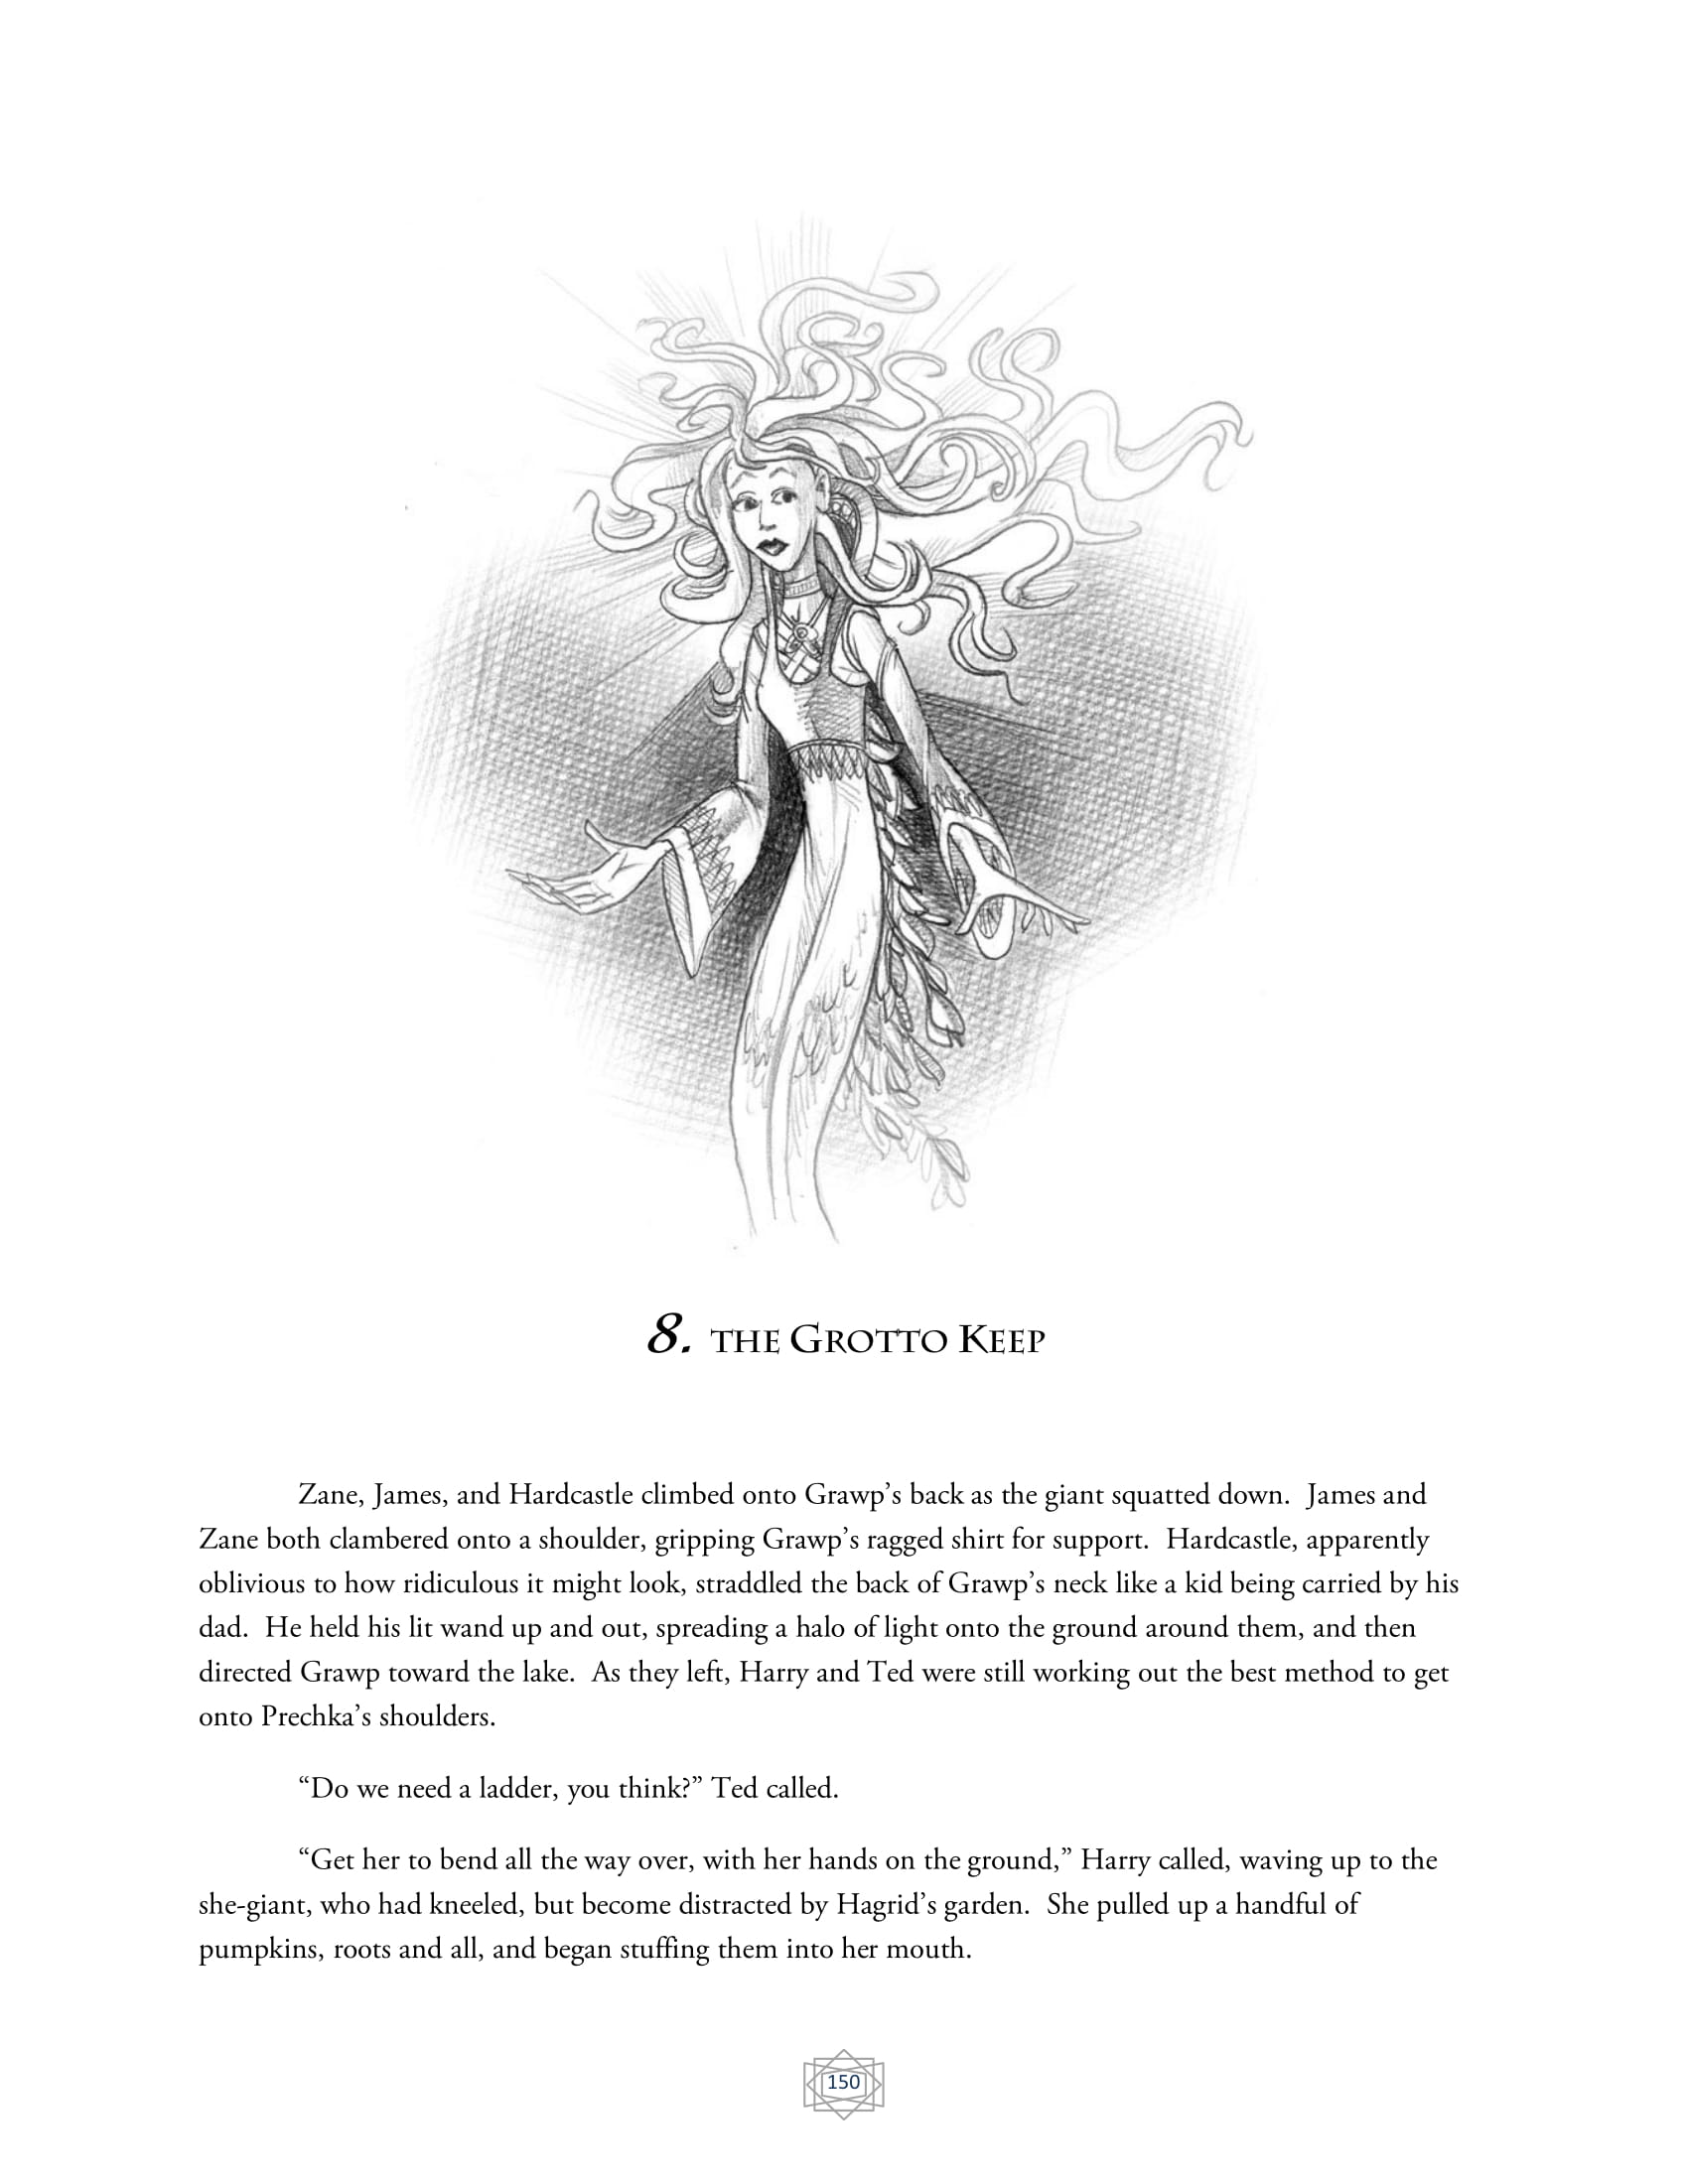 8. THE GROTTO KEEP
Zane, James, and Hardcastle climbed onto Grawp’s back as the giant squatted down.  James and
Zane both clambered onto a shoulder, gripping Grawp’s ragged shirt for support.  Hardcastle, apparently
oblivious to how ridiculous it might look, straddled the back of Grawp’s neck like a kid being carried by his
dad.  He held his lit wand up and out, spreading a halo of light onto the ground around them, and then
directed Grawp toward the lake.  As they left, Harry and Ted were still working out the best method to get
onto Prechka’s shoulders.
“Do we need a ladder, you think?” Ted called.
“Get her to bend all the way over, with her hands on the ground,” Harry called, waving up to the
she-giant, who had kneeled, but become distracted by Hagrid’s garden.  She pulled up a handful of
pumpkins, roots and all, and began stuffing them into her mouth.
150